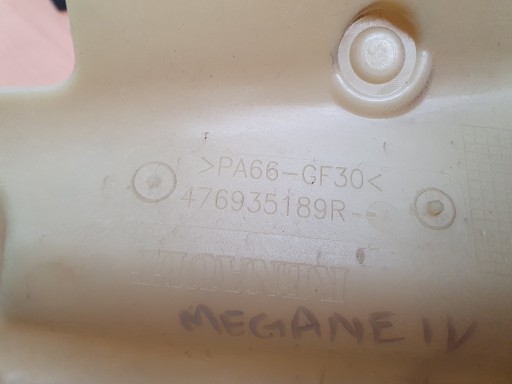 >PA66-GF30<
476935189R--
MEGANE IV